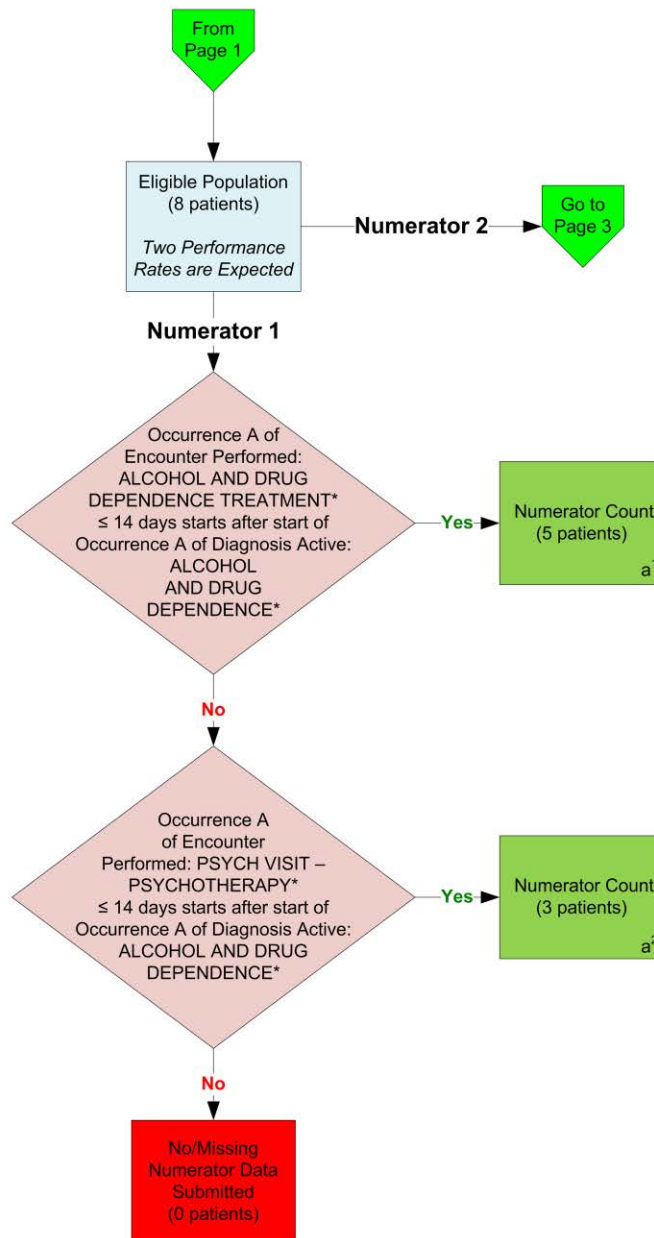 From
Page 1
Eligible Population
(8 patients)
Two Performance
Rates are Expected
Numerator 2
Go to
Page 3
Numerator 1
Occurrence A of
Encounter Performed:
ALCOHOL AND DRUG
DEPENDENCE TREATMENT*
≤ 14 days starts after start of
Occurrence A of Diagnosis Active:
ALCOHOL
AND DRUG
DEPENDENCE*
Yes
Numerator Count
(5 patients)
a¹
No
Occurrence A
of Encounter
Performed: PSYCH VISIT –
PSYCHOTHERAPY*
≤ 14 days starts after start of
Occurrence A of Diagnosis Active:
ALCOHOL AND DRUG
DEPENDENCE*
Yes
Numerator Count
(3 patients)
a²
No
No/Missing
Numerator Data
Submitted
(0 patients)